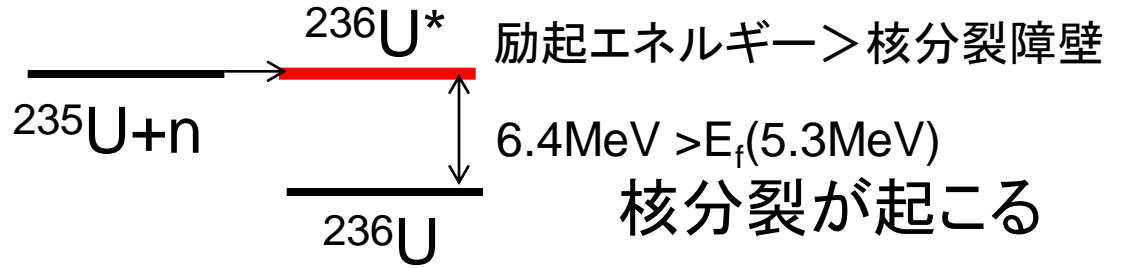 ²³⁶U*
励起エネルギー＞核分裂障壁
²³⁵U+n
6.4MeV >E_f(5.3MeV)
核分裂が起こる
²³⁶U